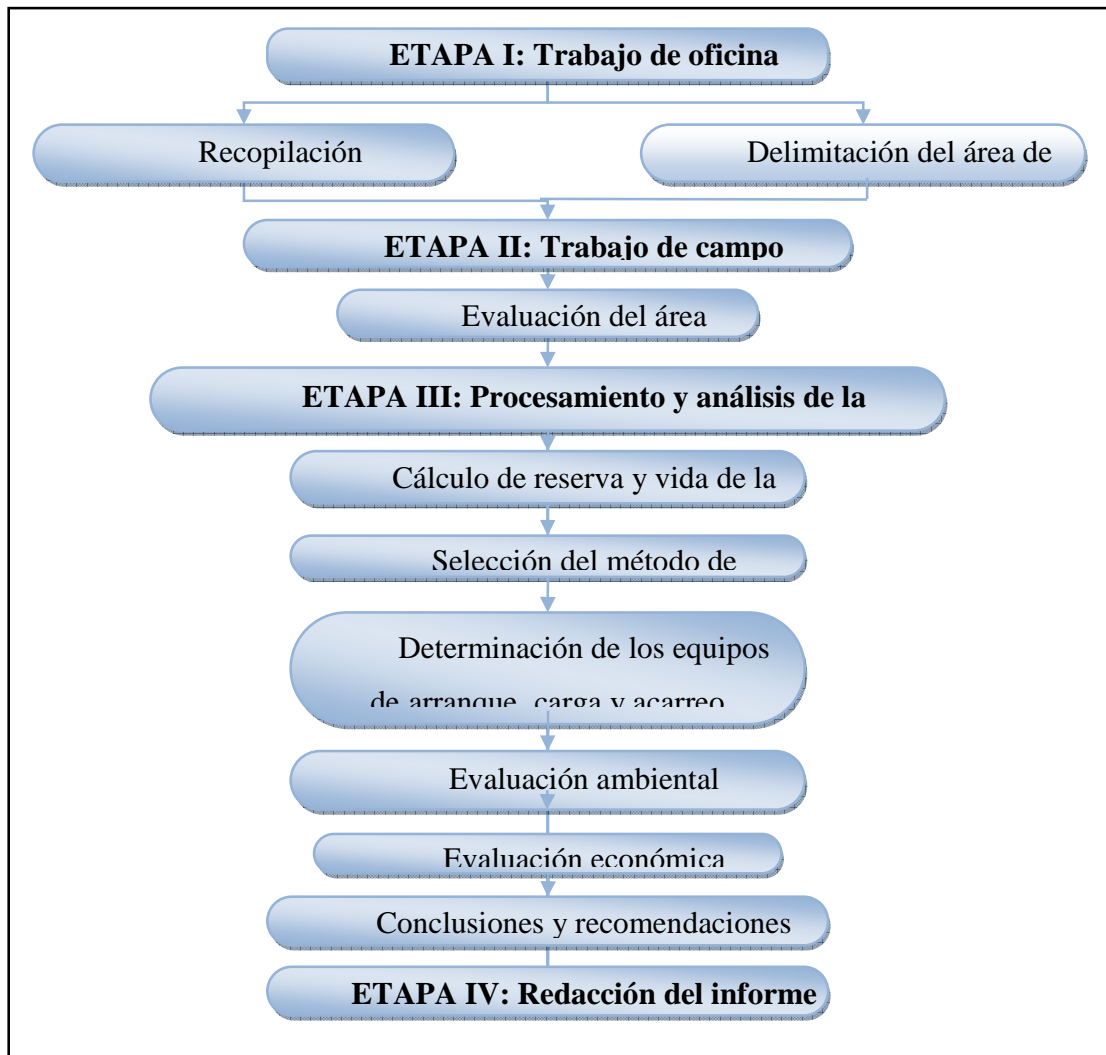 ETAPA I: Trabajo de oficina
Recopilación
Delimitación del área de
ETAPA II: Trabajo de campo
Evaluación del área
ETAPA III: Procesamiento y análisis de la
Cálculo de reserva y vida de la
Selección del método de
Determinación de los equipos
de arranque, carga y acarreo
Evaluación ambiental
Evaluación económica
Conclusiones y recomendaciones
ETAPA IV: Redacción del informe